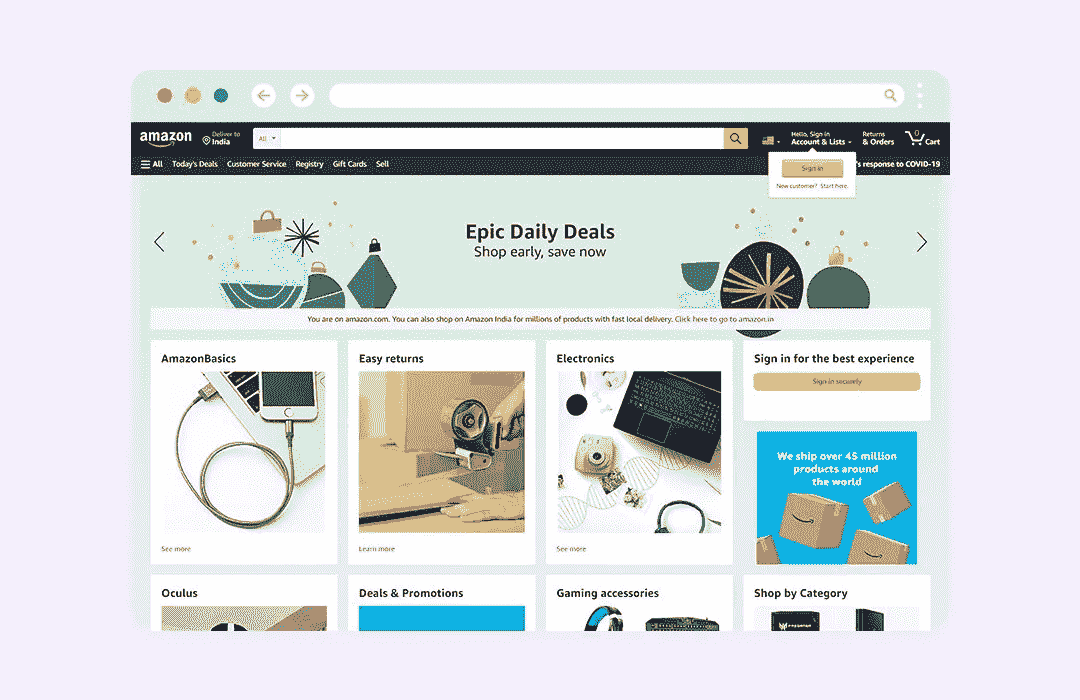 amazon
Deliver to
India
All
Hello, Sign in
Account & Lists
Returns
& Orders
0
Cart
All
Today's Deals
Customer Service
Registry
Gift Cards
Sell
's response to COVID-19
Sign in
New customer? Start here.
Epic Daily Deals
Shop early, save now
You are on amazon.com. You can also shop on Amazon India for millions of products with fast local delivery. Click here to go to amazon.in
AmazonBasics
Easy returns
Electronics
Sign in for the best experience
Sign in securely
We ship over 45 million
products around
the world
See more
Learn more
See more
Oculus
Deals & Promotions
Gaming accessories
Shop by Category